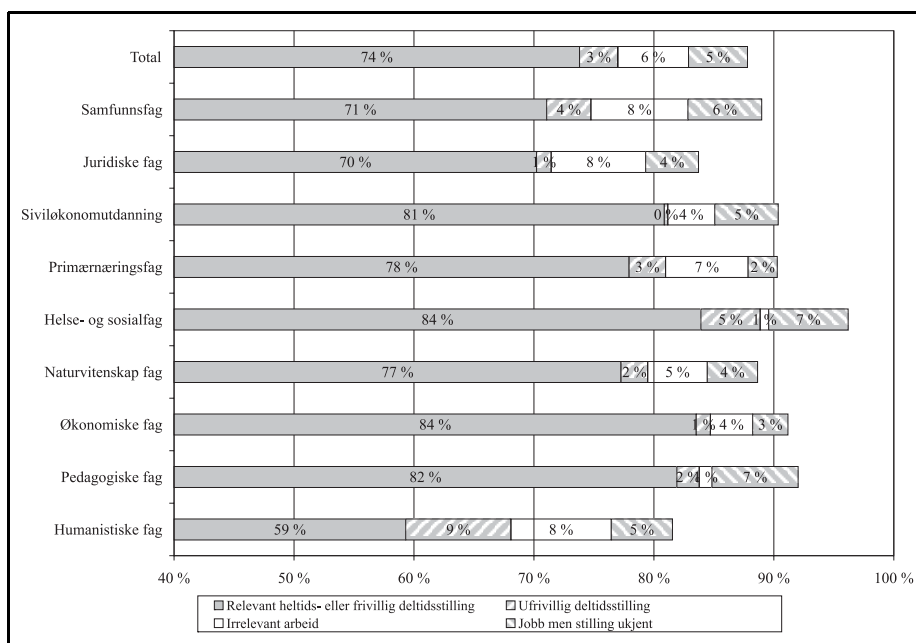 Total 74 % 3 % 6 % 5 %
Samfunnsfag 71 % 4 % 8 % 6 %
Juridiske fag 70 % 1 % 8 % 4 %
Siviløkonomutdanning 81 % 0 % 4 % 5 %
Primærnæringsfag 78 % 3 % 7 % 2 %
Helse- og sosialfag 84 % 5 % 1 % 7 %
Naturvitenskap fag 77 % 2 % 5 % 4 %
Økonomiske fag 84 % 1 % 4 % 3 %
Pedagogiske fag 82 % 2 % 1 % 7 %
Humanistiske fag 59 % 9 % 8 % 5 %
40 % 50 % 60 % 70 % 80 % 90 % 100 %
Relevant heltids- eller frivillig deltidsstilling Ufrivillig deltidsstilling
Irrelevant arbeid Jobb men stilling ukjent